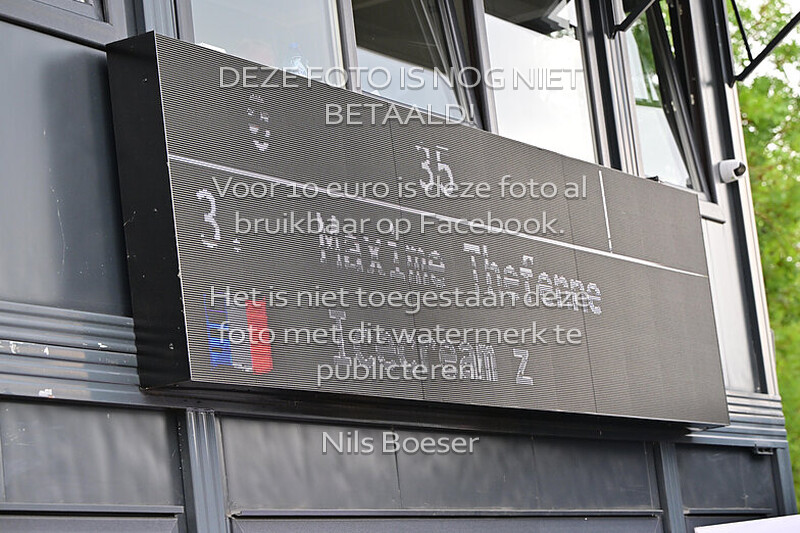 DEZE FOTO IS NOG NIET
BETAALD!
35
Voor 10 euro is deze foto al
bruikbaar op Facebook.
3.
Maxime
Het is niet toegestaan deze
foto met dit watermerk te
publiceren
Icecream z
Nils Boeser